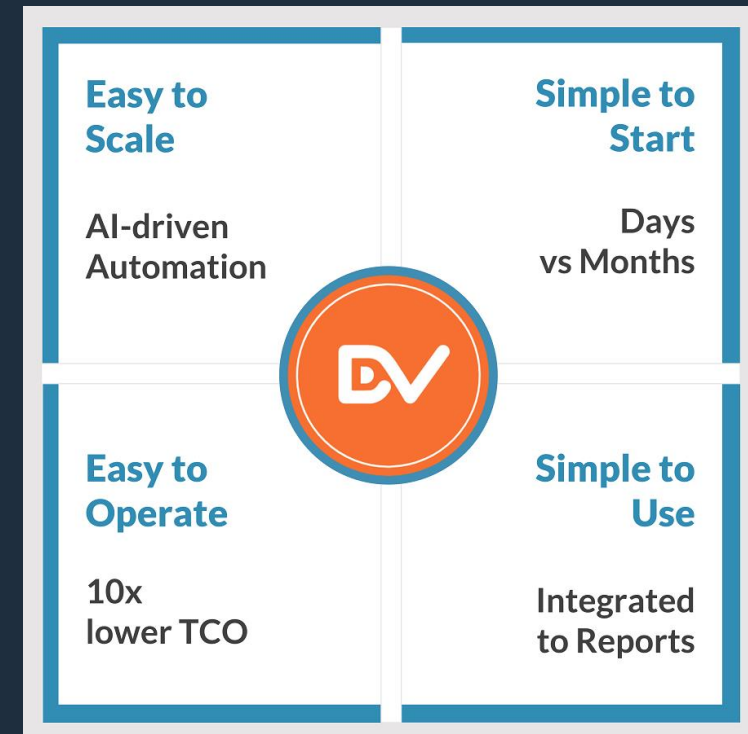 Easy to
Scale
AI-driven
Automation
Simple to
Start
Days
vs Months
DV
Easy to
Operate
10x
lower TCO
Simple to
Use
Integrated
to Reports